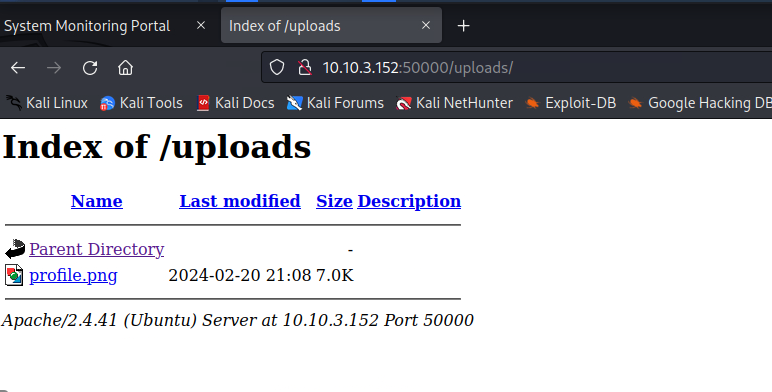 System Monitoring Portal
Index of /uploads
10.10.3.152:50000/uploads/
Kali Linux Kali Tools Kali Docs Kali Forums Kali NetHunter Exploit-DB Google Hacking DB
Index of /uploads
Name Last modified Size Description
Parent Directory -
profile.png 2024-02-20 21:08 7.0K
Apache/2.4.41 (Ubuntu) Server at 10.10.3.152 Port 50000